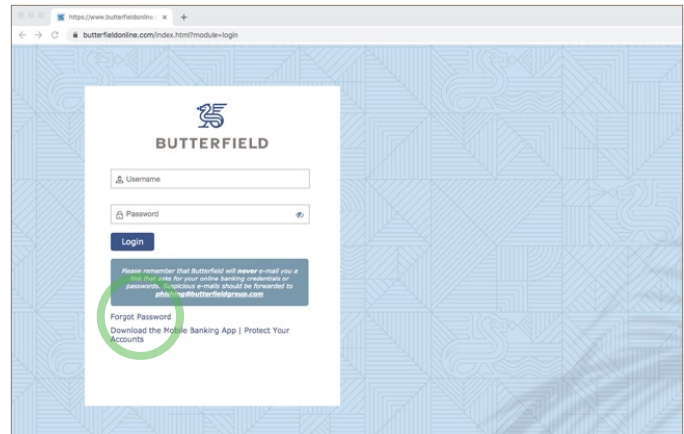 https://www.butterfieldonline.c
butterfieldonline.com/index.html?module=login
BUTTERFIELD
Username
Password
Login
Please remember that Butterfield will never e-mail you a
link that asks for your online banking credentials or
passwords. Suspicious e-mails should be forwarded to
phishing@butterfieldgroup.com
Forgot Password
Download the Mobile Banking App | Protect Your
Accounts